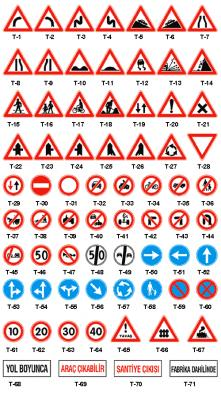 T-1 T-2 T-3 T-4 T-5 T-6 T-7
T-8 T-9 T-10 T-11 T-12 T-13 T-14
T-15 T-16 T-17 T-18 T-19 T-20 T-21
T-22 T-23 T-24 T-25 T-26 T-27 T-28
T-29 T-30 T-31 T-32 T-33 T-34 T-35 T-36
T-37 T-38 T-39 T-40 T-41 T-42 T-43 T-44
50
T-45 T-46 T-47 T-48 T-49 T-50 T-51 T-52
T-53 T-54 T-55 T-56 T-57 T-58 T-59 T-60
10 20 30 40 YAVAŞ
T-61 T-62 T-63 T-64 T-65 T-66 T-67
YOL BOYUNCA ARAÇ ÇIKABİLİR ŞANTİYE ÇIKIŞI FABRİKA DAHİLİNDE
T-68 T-69 T-70 T-71